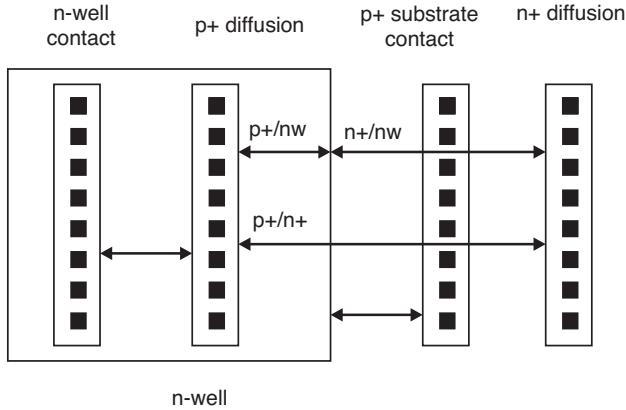 n-well
contact
p+ diffusion
p+ substrate
contact
n+ diffusion
p+/nw
n+/nw
p+/n+
n-well